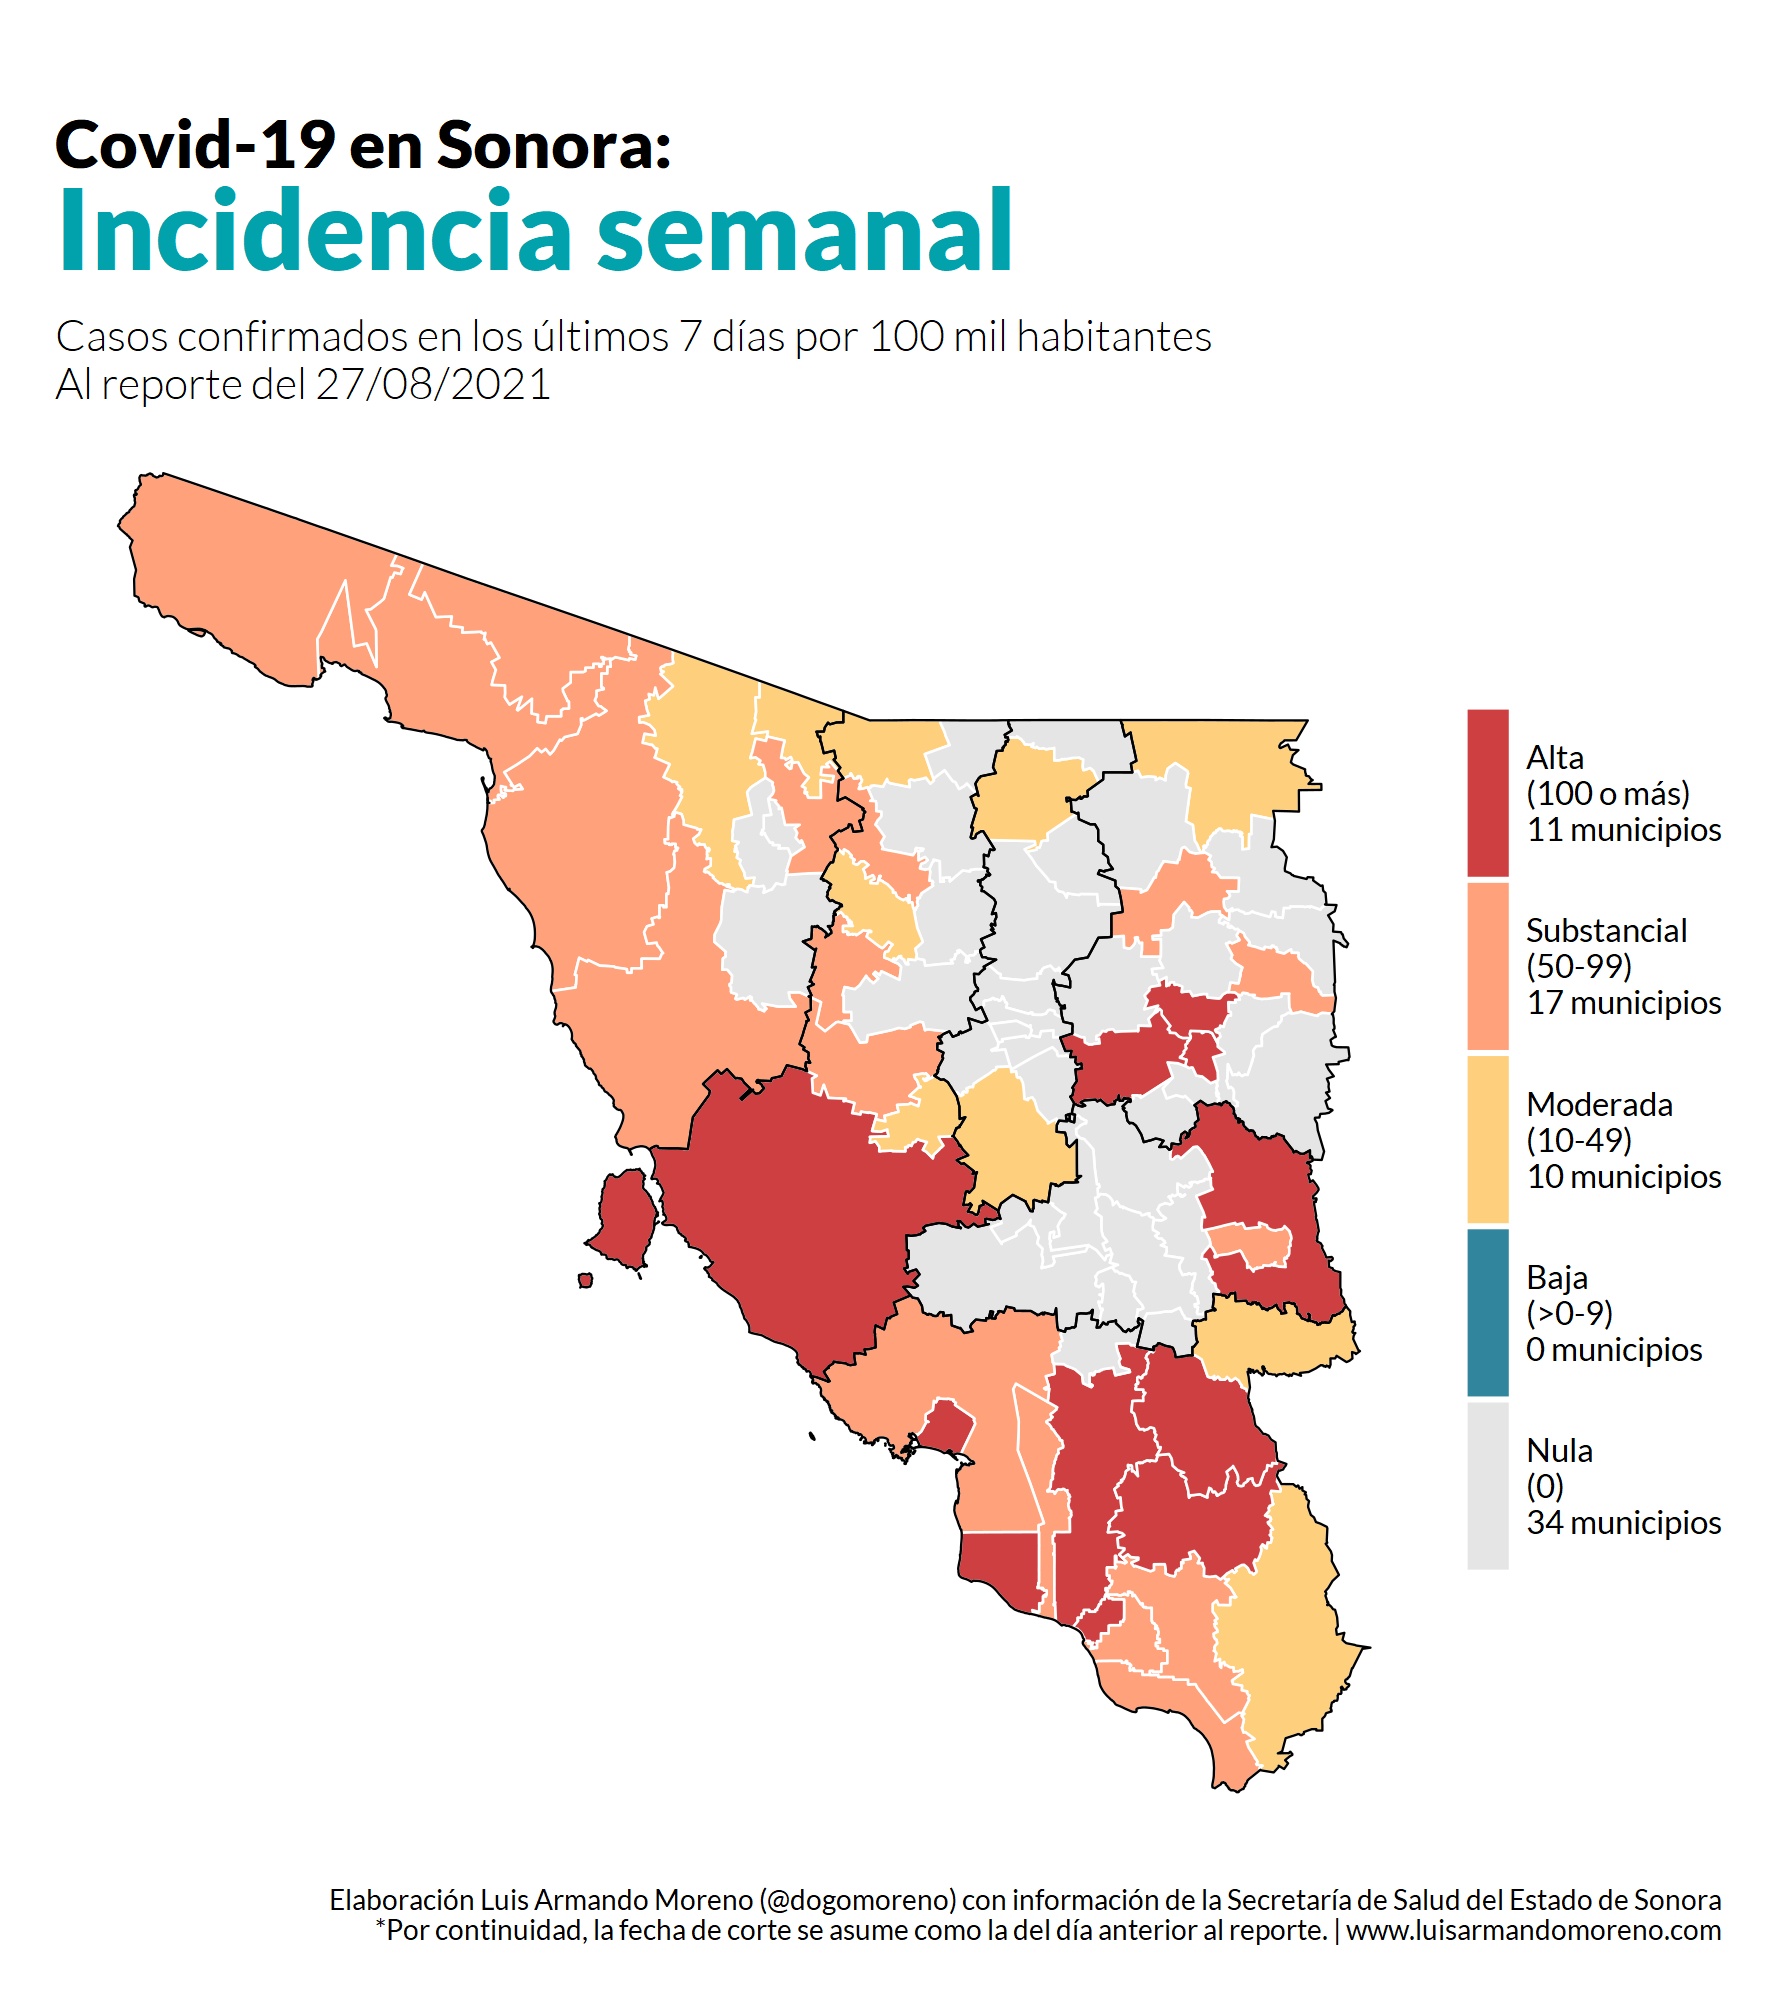 Covid-19 en Sonora:
Incidencia semanal
Casos confirmados en los últimos 7 días por 100 mil habitantes
Al reporte del 27/08/2021
Alta
(100 o más)
11 municipios
Substancial
(50-99)
17 municipios
Moderada
(10-49)
10 municipios
Baja
(>0-9)
0 municipios
Nula
(0)
34 municipios
Elaboración Luis Armando Moreno (@dogomoreno) con información de la Secretaría de Salud del Estado de Sonora
*Por continuidad, la fecha de corte se asume como la del día anterior al reporte. | www.luisarmandomoreno.com